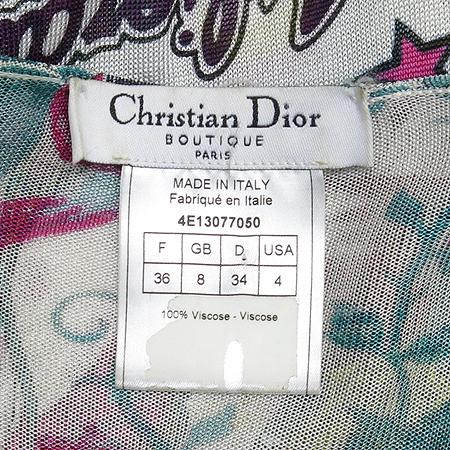 Christian Dior
BOUTIQUE
PARIS
MADE IN ITALY
Fabriqué en Italie
4E13077050
F GB D USA
36 8 34 4
100% Viscose - Viscose